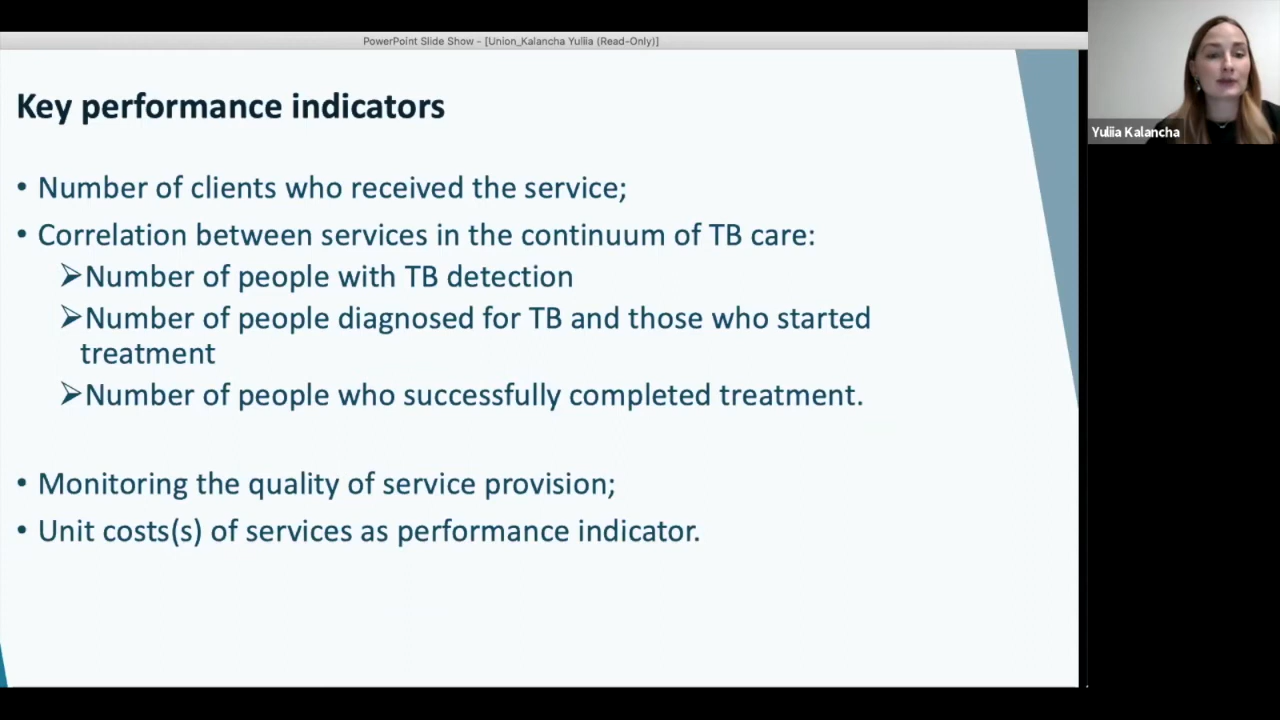 PowerPoint Slide Show - [Union_Kalancha Yuliia (Read-Only)]
Key performance indicators
• Number of clients who received the service;
• Correlation between services in the continuum of TB care:
➢Number of people with TB detection
➢Number of people diagnosed for TB and those who started
treatment
➢Number of people who successfully completed treatment.
• Monitoring the quality of service provision;
• Unit costs(s) of services as performance indicator.
Yuliia Kalancha